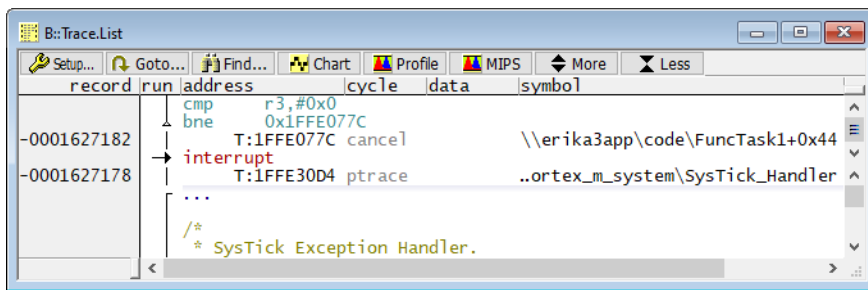 B::Trace.List
Setup... Goto... Find... Chart Profile MIPS More Less
record run address cycle data symbol
cmp r3,#0x0
bne 0x1FFE077C
-0001627182 T:1FFE077C cancel \\erika3app\code\FuncTask1+0x44
interrupt
-0001627178 T:1FFE30D4 ptrace ..ortex_m_system\SysTick_Handler
...
/*
* SysTick Exception Handler.